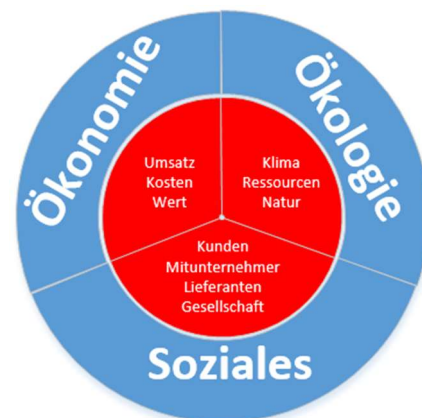 Ökonomie
Ökologie
Umsatz
Kosten
Wert
Klima
Ressourcen
Natur
Kunden
Mitunternehmer
Lieferanten
Gesellschaft
Soziales